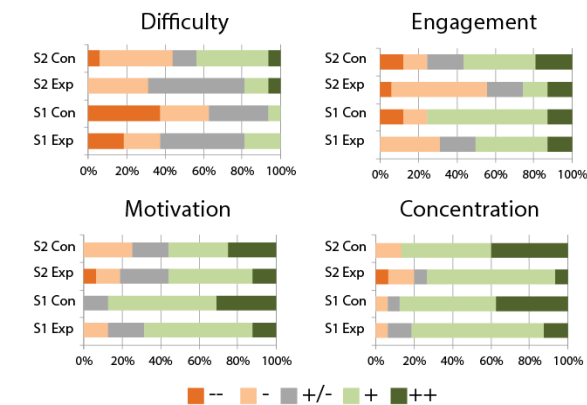 Difficulty
S2 Con
S2 Exp
S1 Con
S1 Exp
0% 20% 40% 60% 80% 100%
Engagement
S2 Con
S2 Exp
S1 Con
S1 Exp
0% 20% 40% 60% 80% 100%
Motivation
S2 Con
S2 Exp
S1 Con
S1 Exp
0% 20% 40% 60% 80% 100%
Concentration
S2 Con
S2 Exp
S1 Con
S1 Exp
0% 20% 40% 60% 80% 100%
-- - +/- + ++